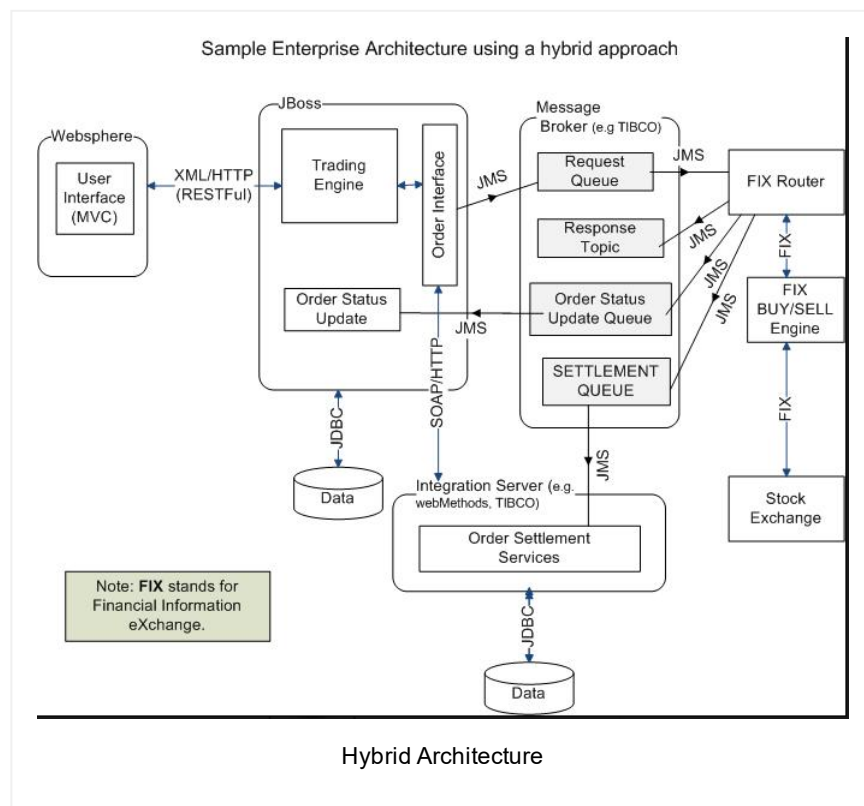 Sample Enterprise Architecture using a hybrid approach
JBoss
Message
Broker (e.g TIBCO)
Websphere
User
Interface
(MVC)
XML/HTTP
(RESTFul)
Trading
Engine
Order Interface
JMS
Request
Queue
JMS
FIX Router
Response
Topic
JMS
JMS
JMS
FIX
Order Status
Update
JMS
Order Status
Update Queue
FIX
BUY/SELL
Engine
SETTLEMENT
QUEUE
JDBC
SOAP/HTTP
FIX
JMS
Data
Integration Server (e.g.
webMethods, TIBCO)
Order Settlement
Services
Stock
Exchange
Note: FIX stands for
Financial Information
eXchange.
JDBC
Data
Hybrid Architecture